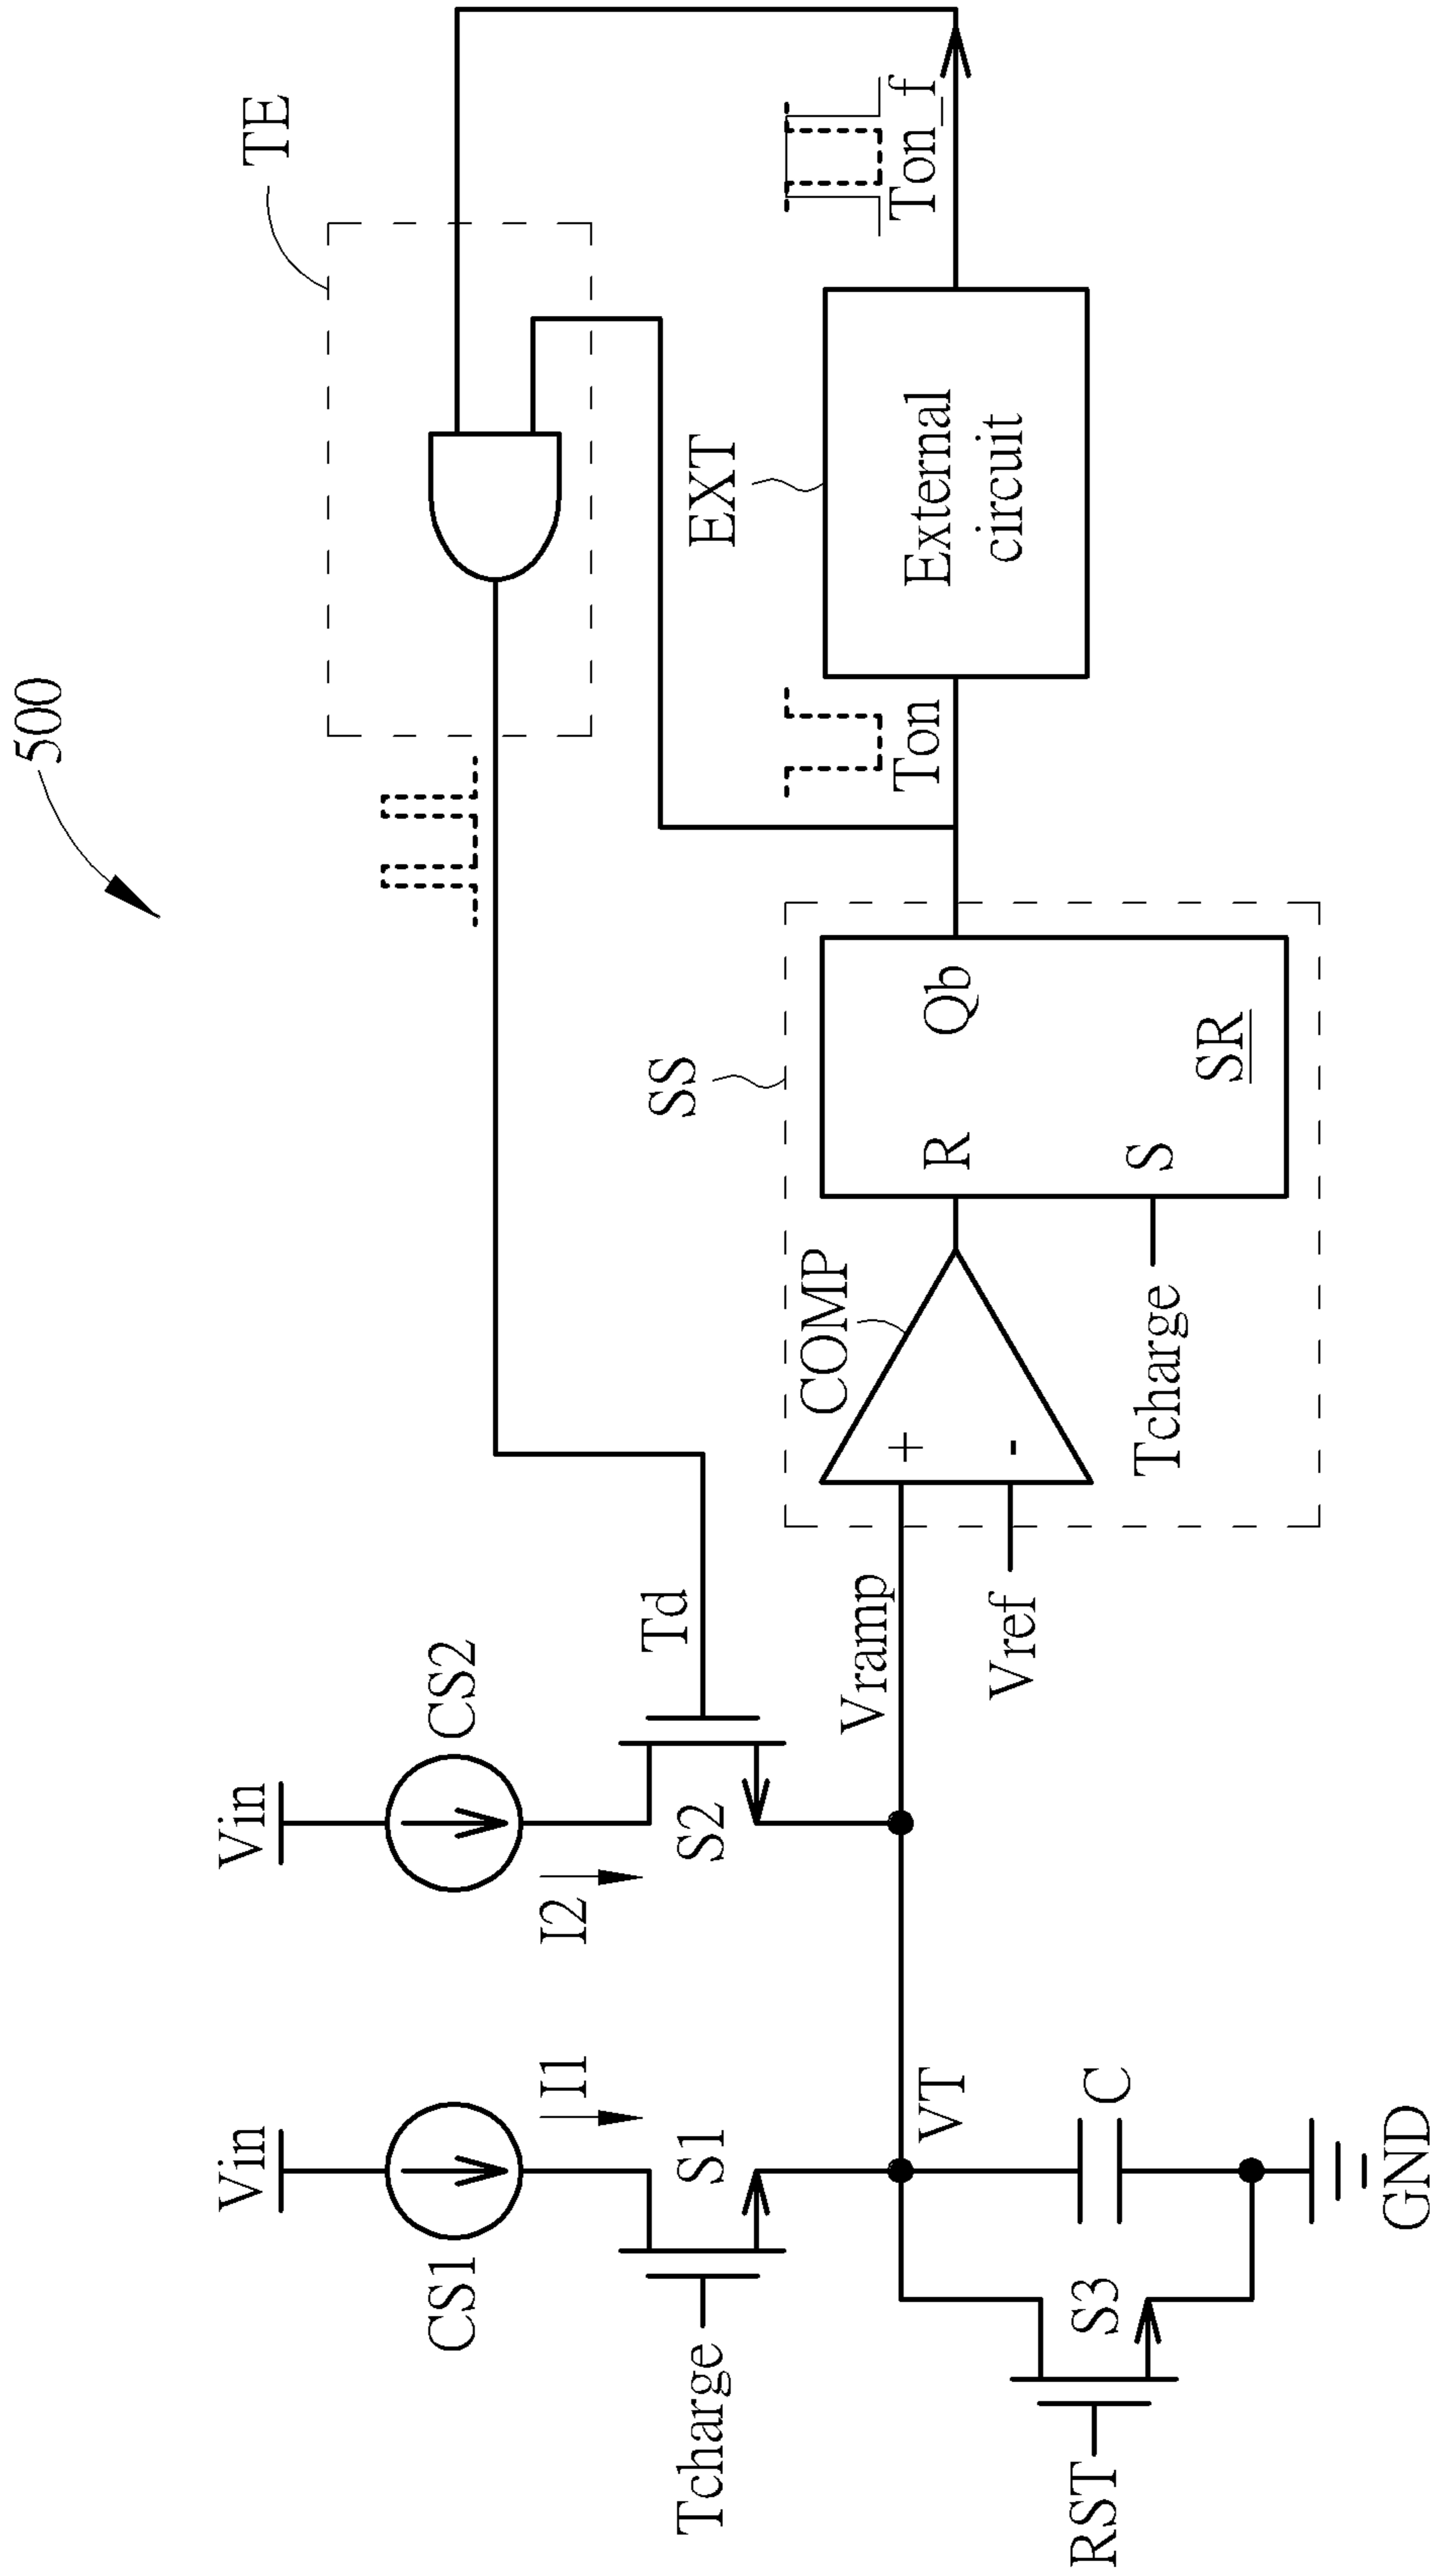 500
TE
Vin
Vin
CS1
I1
CS2
I2
Tcharge
S1
S2
Td
EXT
SS
COMP
VT
Vramp
+
-
Vref
R
Qb
S
SR
Tcharge
Ton
External
circuit
Ton_f
RST
S3
C
GND